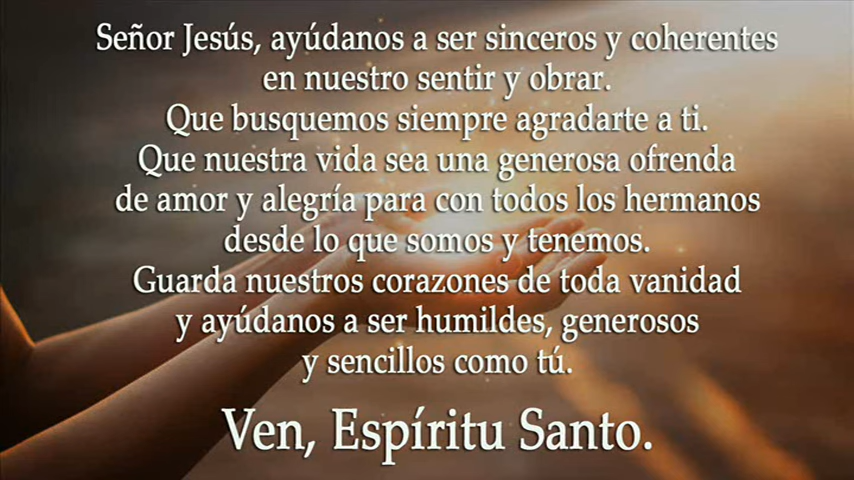 Señor Jesús, ayúdanos a ser sinceros y coherentes
en nuestro sentir y obrar.
Que busquemos siempre agradarte a ti.
Que nuestra vida sea una generosa ofrenda
de amor y alegría para con todos los hermanos
desde lo que somos y tenemos.
Guarda nuestros corazones de toda vanidad
y ayúdanos a ser humildes, generosos
y sencillos como tú.
Ven, Espíritu Santo.